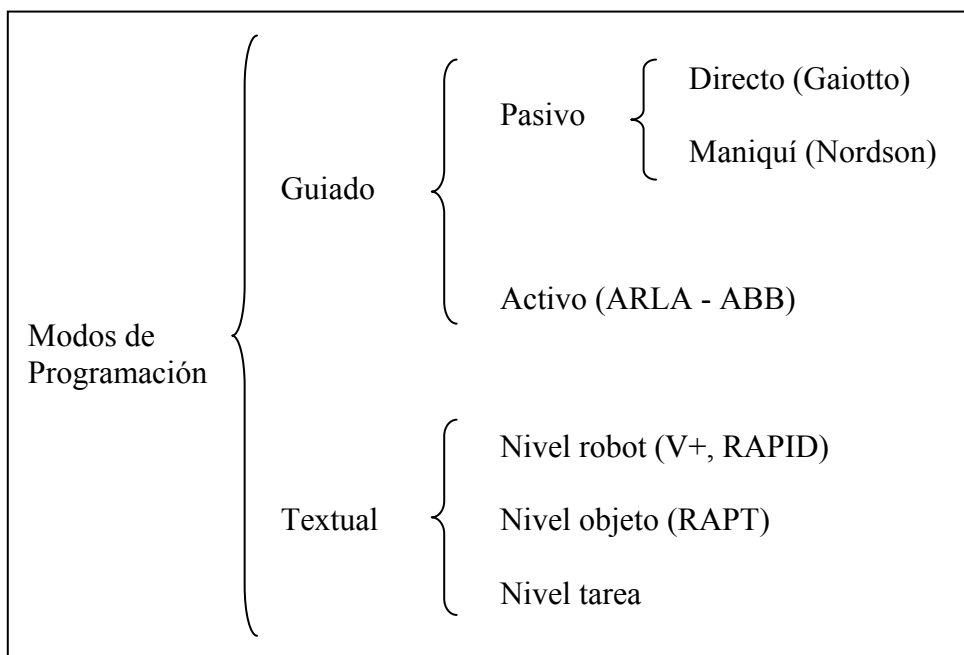 Modos de
Programación
Guiado
Pasivo
Directo (Gaiotto)
Maniquí (Nordson)
Activo (ARLA - ABB)
Textual
Nivel robot (V+, RAPID)
Nivel objeto (RAPT)
Nivel tarea